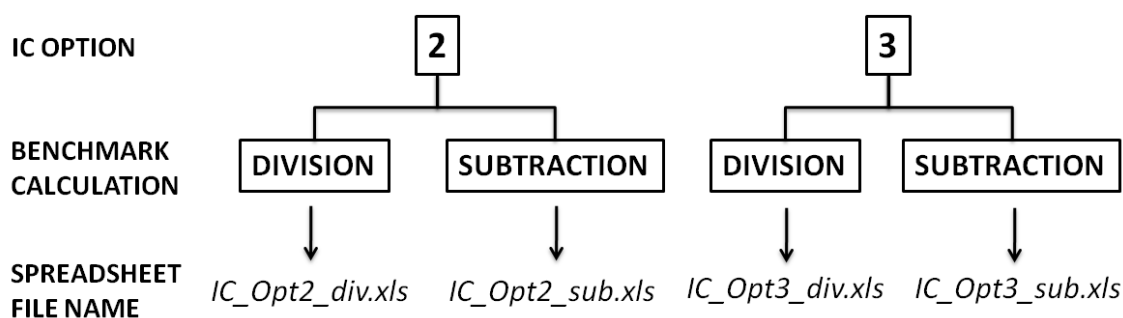 IC OPTION
2
3
BENCHMARK
CALCULATION
DIVISION
SUBTRACTION
DIVISION
SUBTRACTION
SPREADSHEET
FILE NAME
IC_Opt2_div.xls
IC_Opt2_sub.xls
IC_Opt3_div.xls
IC_Opt3_sub.xls